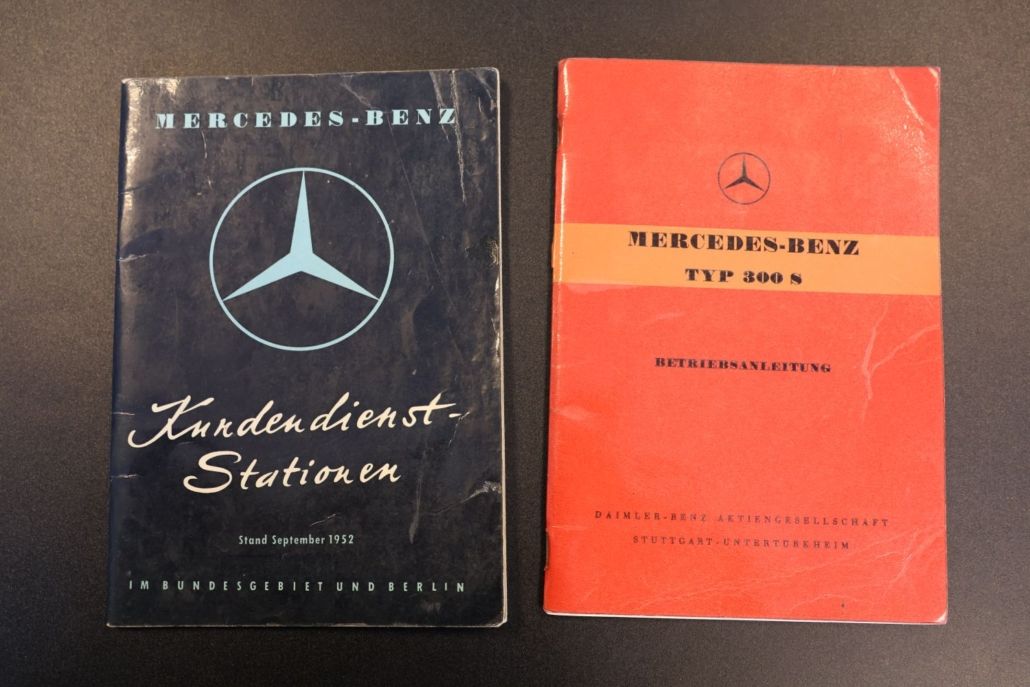 MERCEDES-BENZ
Kundendienst-
Stationen
Stand September 1952
IM BUNDESGEBIET UND BERLIN
MERCEDES-BENZ
TYP 300 S
BETRIEBSANLEITUNG
DAIMLER-BENZ AKTIENGESELLSCHAFT
STUTTGART-UNTERTÜRKHEIM